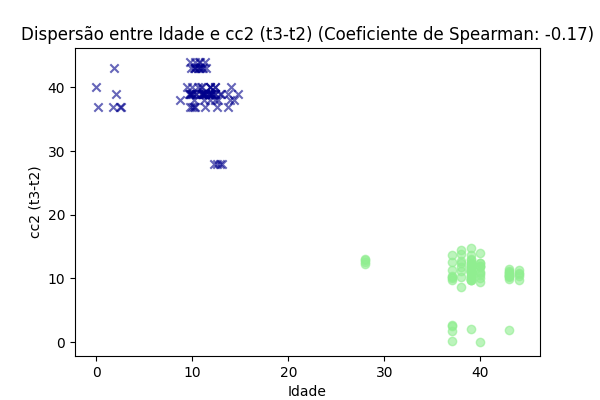 Dispersão entre Idade e cc2 (t3-t2) (Coeficiente de Spearman: -0.17)
cc2 (t3-t2)
40
30
20
10
0
0 10 20 30 40
Idade